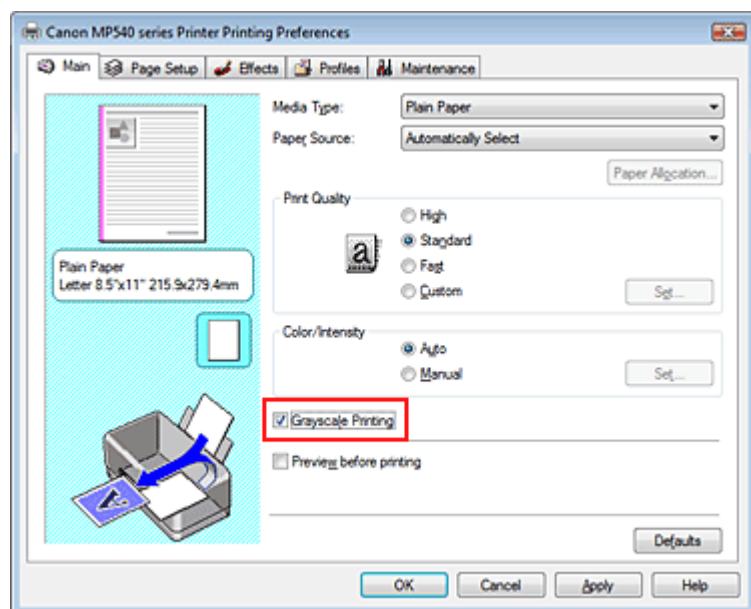 Canon MP540 series Printer Printing Preferences
Main Page Setup Effects Profiles Maintenance
Media Type: Plain Paper
Paper Source: Automatically Select
Paper Allocation...
Print Quality
High
a Standard
Fast
Custom Set...
Plain Paper
Letter 8.5"x11" 215.9x279.4mm
Color/Intensity
Auto
Manual Set...
Grayscale Printing
Preview before printing
A
Defaults
OK Cancel Apply Help